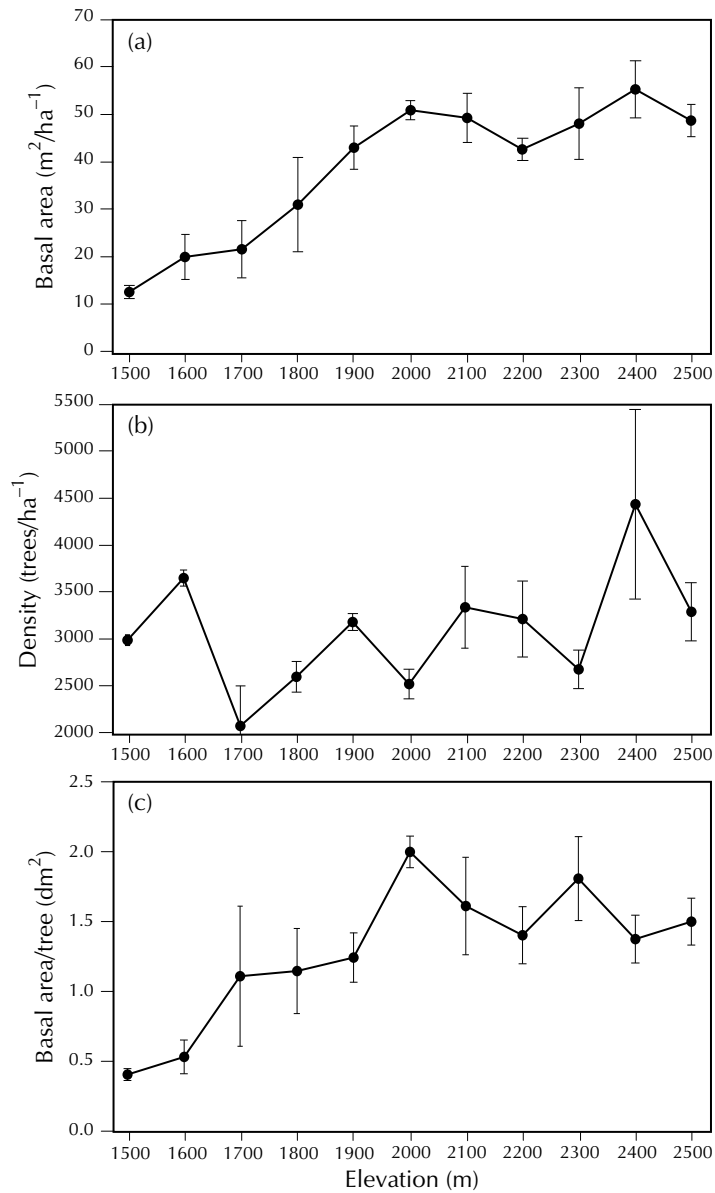 (a)
Basal area (m²/ha⁻¹)
70
60
50
40
30
20
10
0
1500 1600 1700 1800 1900 2000 2100 2200 2300 2400 2500
(b)
Density (trees/ha⁻¹)
5500
5000
4500
4000
3500
3000
2500
2000
1500 1600 1700 1800 1900 2000 2100 2200 2300 2400 2500
(c)
Basal area/tree (dm²)
2.5
2.0
1.5
1.0
0.5
0.0
1500 1600 1700 1800 1900 2000 2100 2200 2300 2400 2500
Elevation (m)